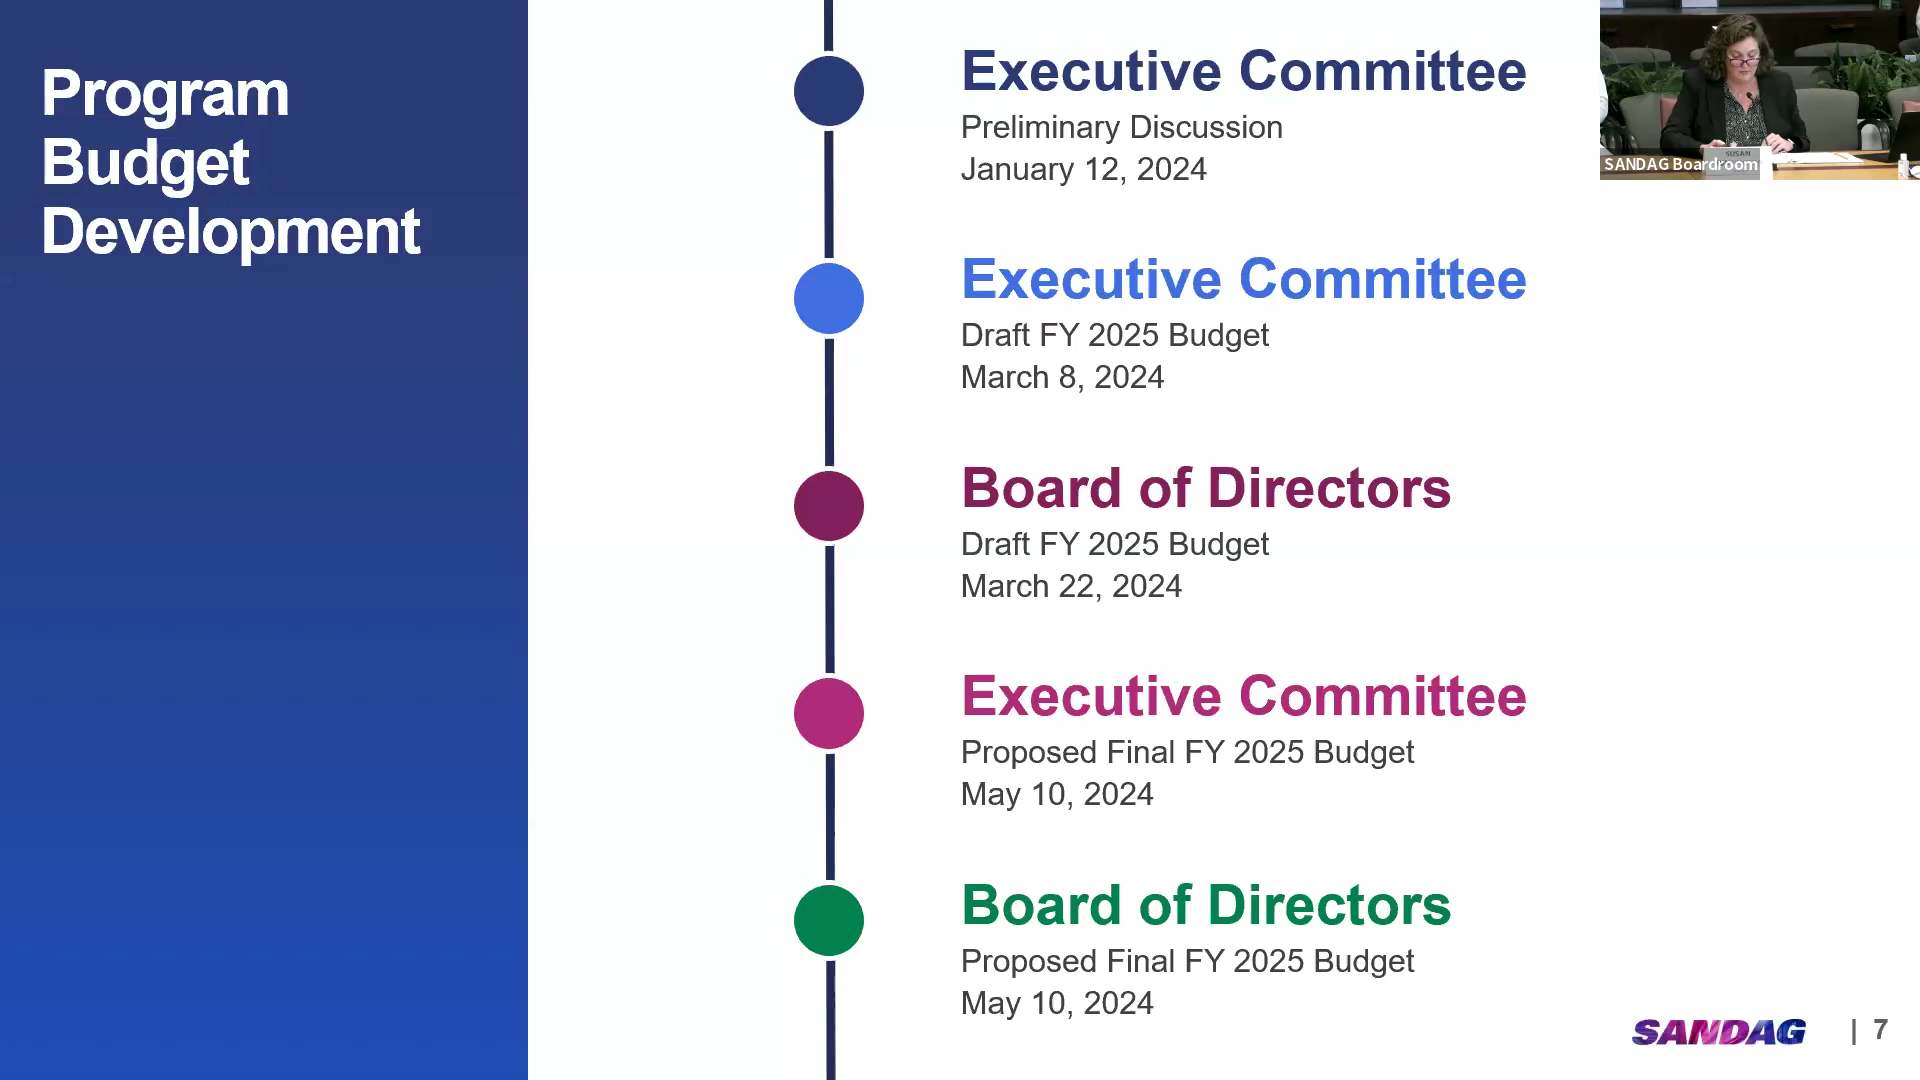 Program
Budget
Development
Executive Committee
Preliminary Discussion
January 12, 2024
Executive Committee
Draft FY 2025 Budget
March 8, 2024
Board of Directors
Draft FY 2025 Budget
March 22, 2024
Executive Committee
Proposed Final FY 2025 Budget
May 10, 2024
Board of Directors
Proposed Final FY 2025 Budget
May 10, 2024
SUSAN
SANDAG Boardroom
SANDAG | 7